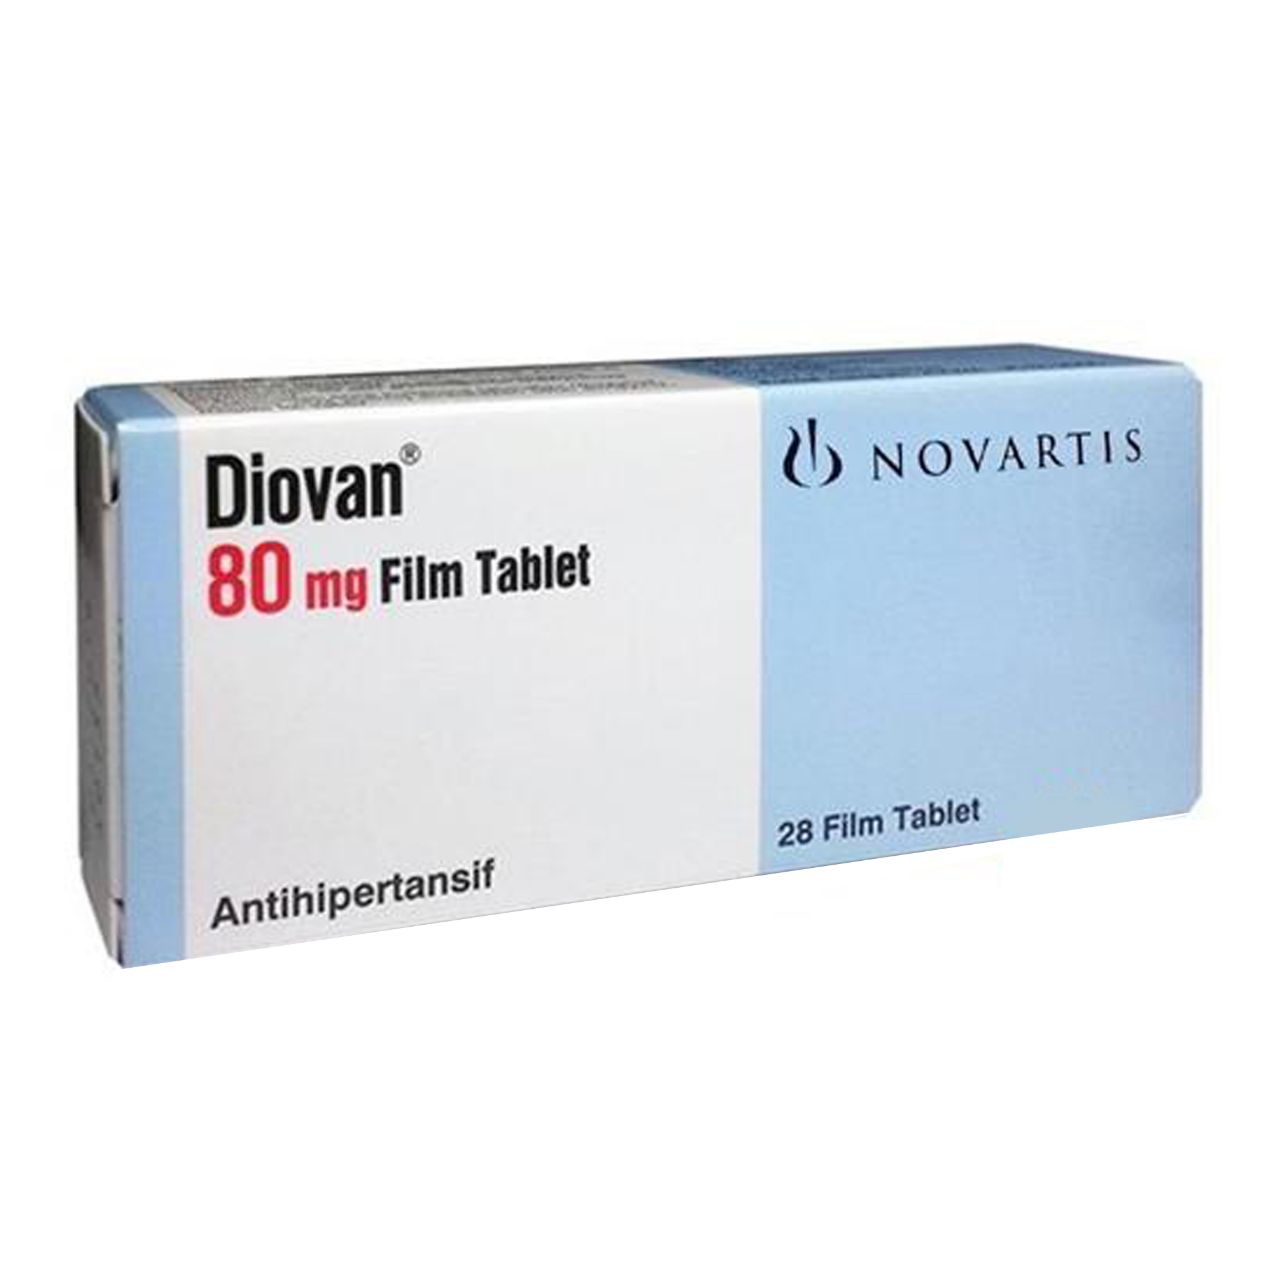 Diovan®
80 mg Film Tablet
Antihipertansif
NOVARTIS
28 Film Tablet